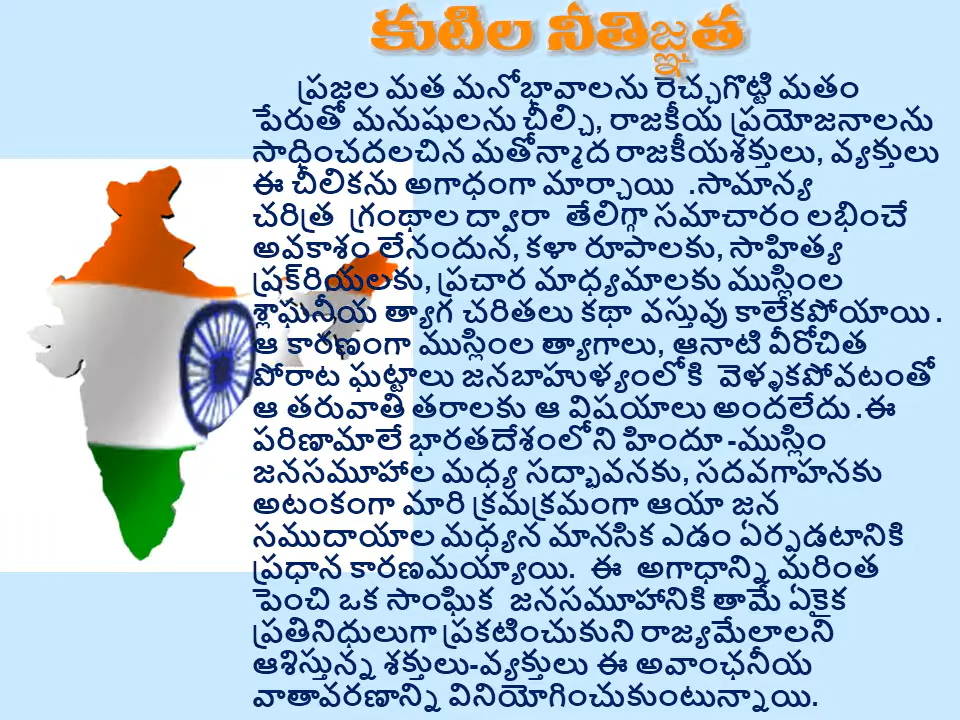 కుటిల నీతిజ్ఞత
ప్రజల మత మనోభావాలను రెచ్చగొట్టి మతం
పేరుతో మనుషులను చీల్చి, రాజకీయ ప్రయోజనాలను
సాధించదలచిన మతోన్మాద రాజకీయశక్తులు, వ్యక్తులు
ఈ చీలికను అగాధంగా మార్చాయి .సామాన్య
చరిత్ర గ్రంథాల ద్వారా తేలిగ్గా సమాచారం లభించే
అవకాశం లేనందున, కళా రూపాలకు, సాహిత్య
ప్రక్‌రియలకు, ప్రచార మాధ్యమాలకు ముస్లింల
శ్లాఘనీయ త్యాగ చరితలు కథా వస్తువు కాలేకపోయాయి .
ఆ కారణంగా ముస్లింల త్యాగాలు, ఆనాటి వీరోచిత
పోరాట ఘట్టాలు జనబాహుళ్యంలోకి వెళ్ళకపోవటంతో
ఆ తరువాతి తరాలకు ఆ విషయాలు అందలేదు .ఈ
పరిణామాలే భారతదేశంలోని హిందూ -ముస్లిం
జనసమూహాల మధ్య సద్భావనకు, సదవగాహనకు
అటంకంగా మారి క్రమక్రమంగా ఆయా జన
సముదాయాల మధ్యన మానసిక ఎడం ఏర్పడటానికి
ప్రధాన కారణమయ్యాయి. ఈ అగాధాన్ని మరింత
పెంచి ఒక సాంఘిక జనసమూహానికి తామే ఏకైక
ప్రతినిధులుగా ప్రకటించుకుని రాజ్యమేలాలని
ఆశిస్తున్న శక్తులు-వ్యక్తులు ఈ అవాంఛనీయ
వాతావరణాన్ని వినియోగించుకుంటున్నాయి.